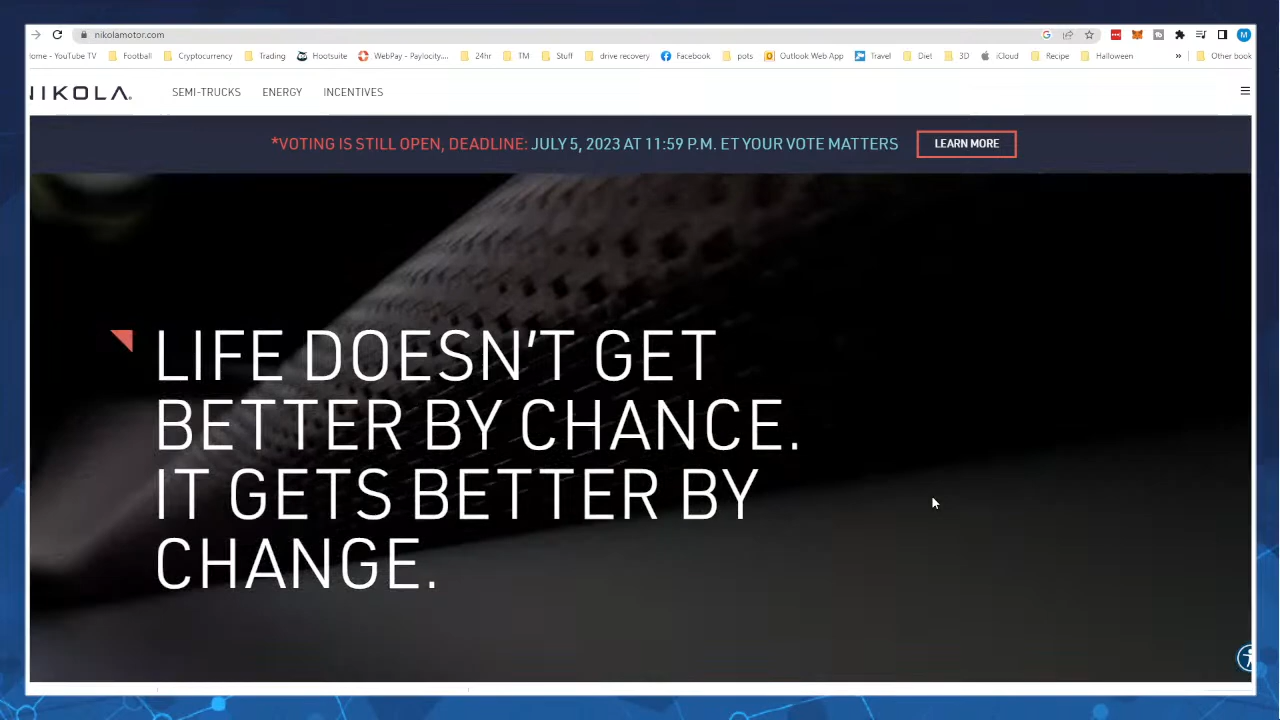 nikolamotor.com
ome - YouTube TV Football Cryptocurrency Trading Hootsuite WebPay - Paylocity.... 24hr TM Stuff drive recovery Facebook pots Outlook Web App Travel Diet 3D iCloud Recipe Halloween » Other book
NIKOLA. SEMI-TRUCKS ENERGY INCENTIVES
*VOTING IS STILL OPEN, DEADLINE: JULY 5, 2023 AT 11:59 P.M. ET YOUR VOTE MATTERS LEARN MORE
LIFE DOESN'T GET
BETTER BY CHANCE.
IT GETS BETTER BY
CHANGE.